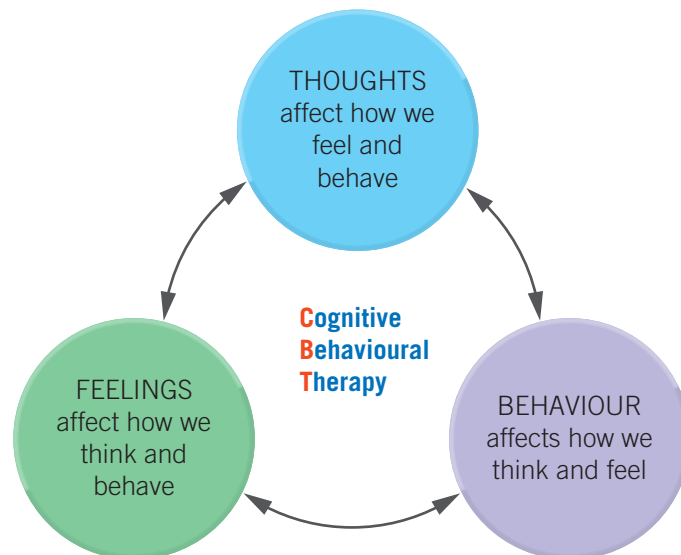 THOUGHTS
affect how we
feel and
behave
Cognitive
Behavioural
Therapy
FEELINGS
affect how we
think and
behave
BEHAVIOUR
affects how we
think and feel